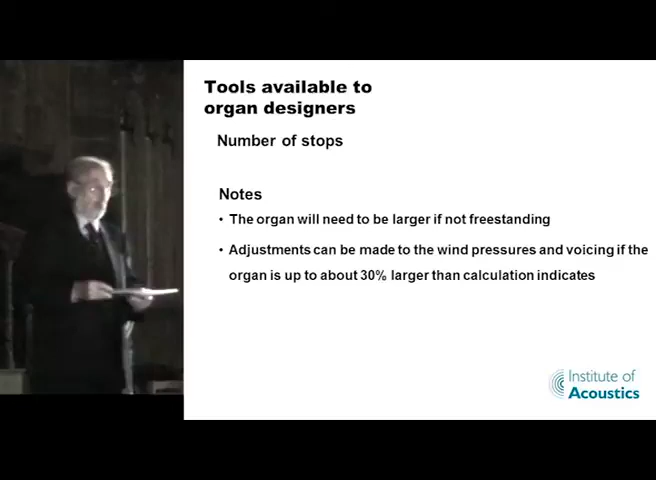 Tools available to
organ designers
Number of stops
Notes
• The organ will need to be larger if not freestanding
• Adjustments can be made to the wind pressures and voicing if the
organ is up to about 30% larger than calculation indicates
Institute of
Acoustics